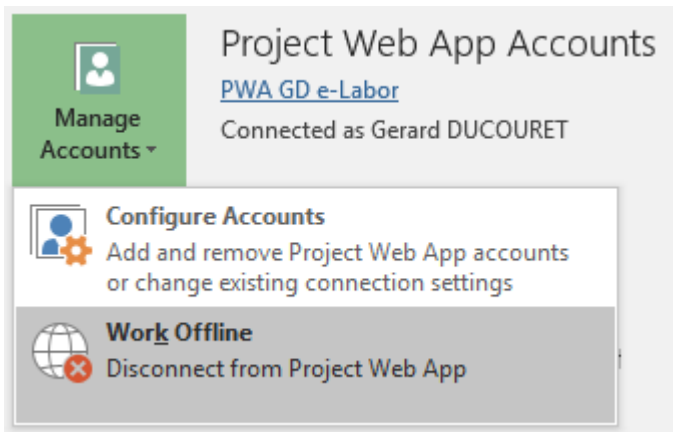 Project Web App Accounts
PWA GD e-Labor
Connected as Gerard DUCOURET
Manage
Accounts
Configure Accounts
Add and remove Project Web App accounts
or change existing connection settings
Work Offline
Disconnect from Project Web App